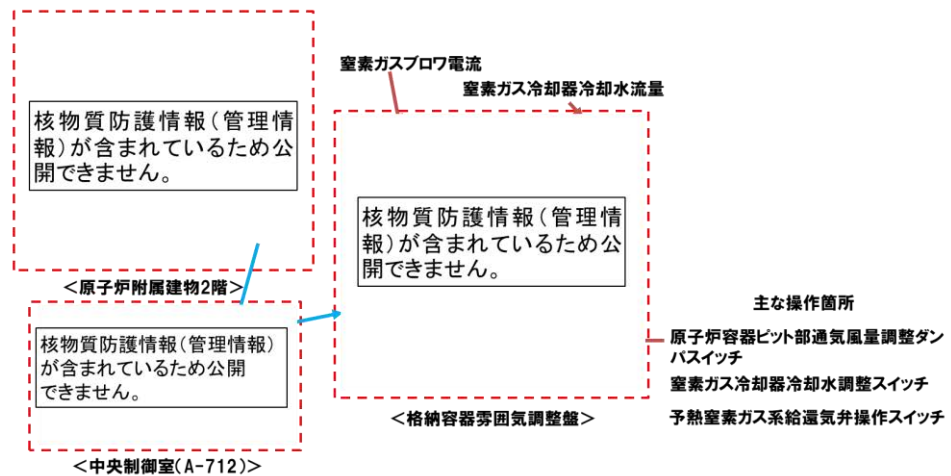 核物質防護情報(管理情
報)が含まれているため公
開できません。
<原子炉附属建物2階>
核物質防護情報(管理情報)
が含まれているため公開
できません。
<中央制御室(A-712)>
窒素ガスブロワ電流
窒素ガス冷却器冷却水流量
核物質防護情報(管理情
報)が含まれているため公
開できません。
<格納容器雰囲気調整盤>
主な操作箇所
原子炉容器ピット部通気風量調整ダン
パスイッチ
窒素ガス冷却器冷却水調整スイッチ
予熱窒素ガス系給還気弁操作スイッチ